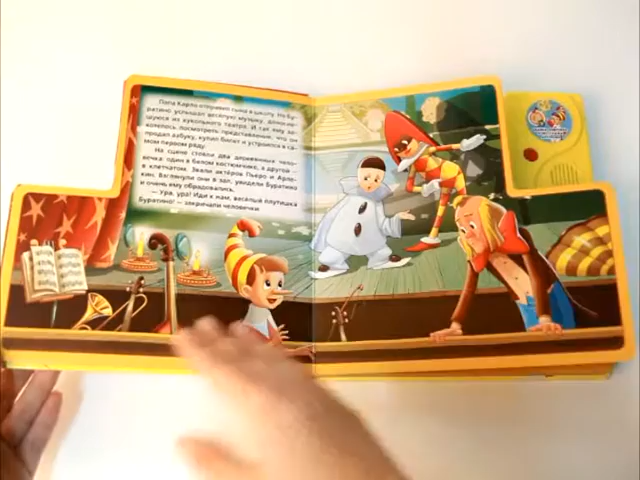 Папа Карло отправил сына в школу. Но Бу-
ратино услышал весёлую музыку, донося-
щуюся из кукольного театра. И так ему за-
хотелось посмотреть представление, что он
продал азбуку, купил билет и устроился в са-
мом первом ряду.
На сцене стояли два деревянных чело-
вечка: один в белом костюмчике, а другой —
в клетчатом. Звали актёров Пьеро и Арле-
кин. Взглянули они в зал, увидели Буратино
и очень ему обрадовались.
— Ура, ура! Иди к нам, весёлый плутишка
Буратино! — закричали человечки.